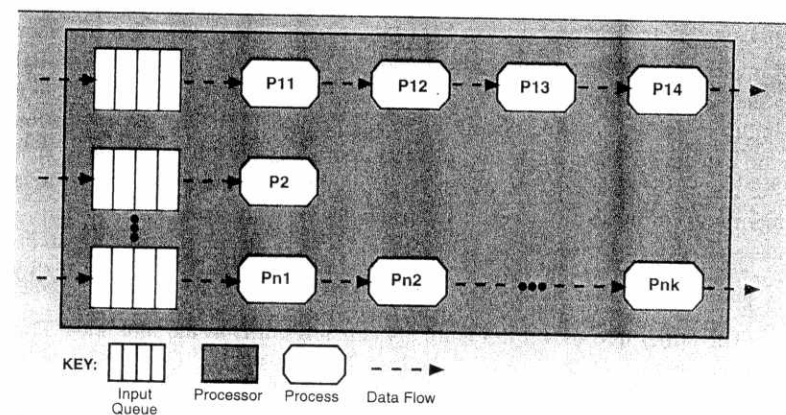 P11 P12 P13 P14
P2
Pn1 Pn2 Pnk
KEY:
Input Queue
Processor
Process
Data Flow